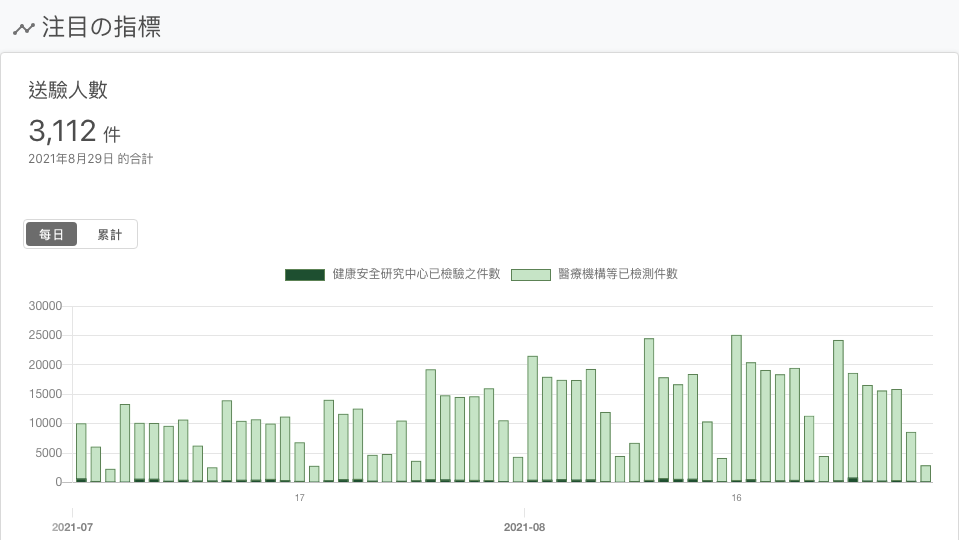 注目の指標
送驗人數
3,112 件
2021年8月29日 的合計
每日 累計
健康安全研究中心已檢驗之件數 醫療機構等已檢測件數
30000
25000
20000
15000
10000
5000
0
17 16
2021-07 2021-08